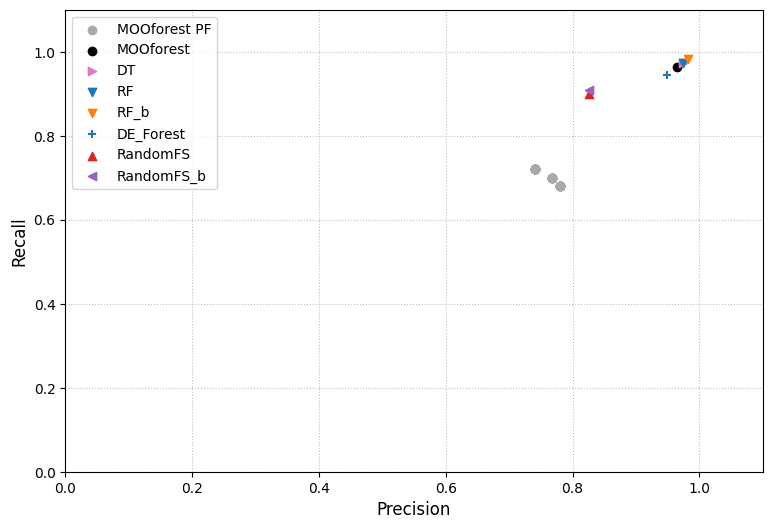 MOOforest PF
MOOforest
DT
RF
RF_b
DE_Forest
RandomFS
RandomFS_b
1.0
0.8
0.6
0.4
0.2
0.0
Recall
0.0 0.2 0.4 0.6 0.8 1.0
Precision